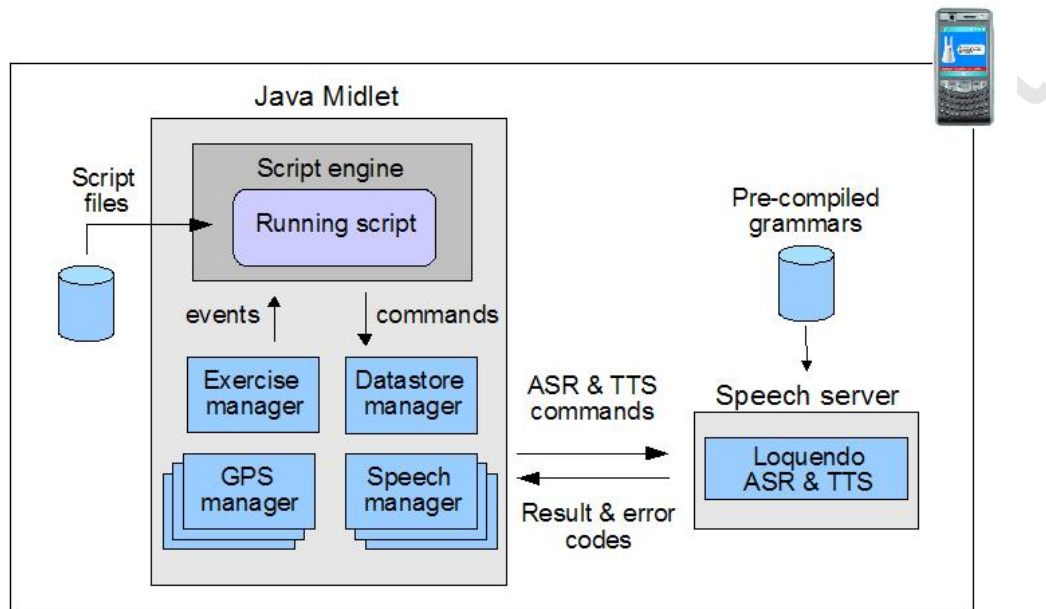 Java Midlet
Script
files
Script engine
Running script
events
commands
Exercise
manager
Datastore
manager
GPS
manager
Speech
manager
ASR & TTS
commands
Result & error
codes
Pre-compiled
grammars
Speech server
Loquendo
ASR & TTS